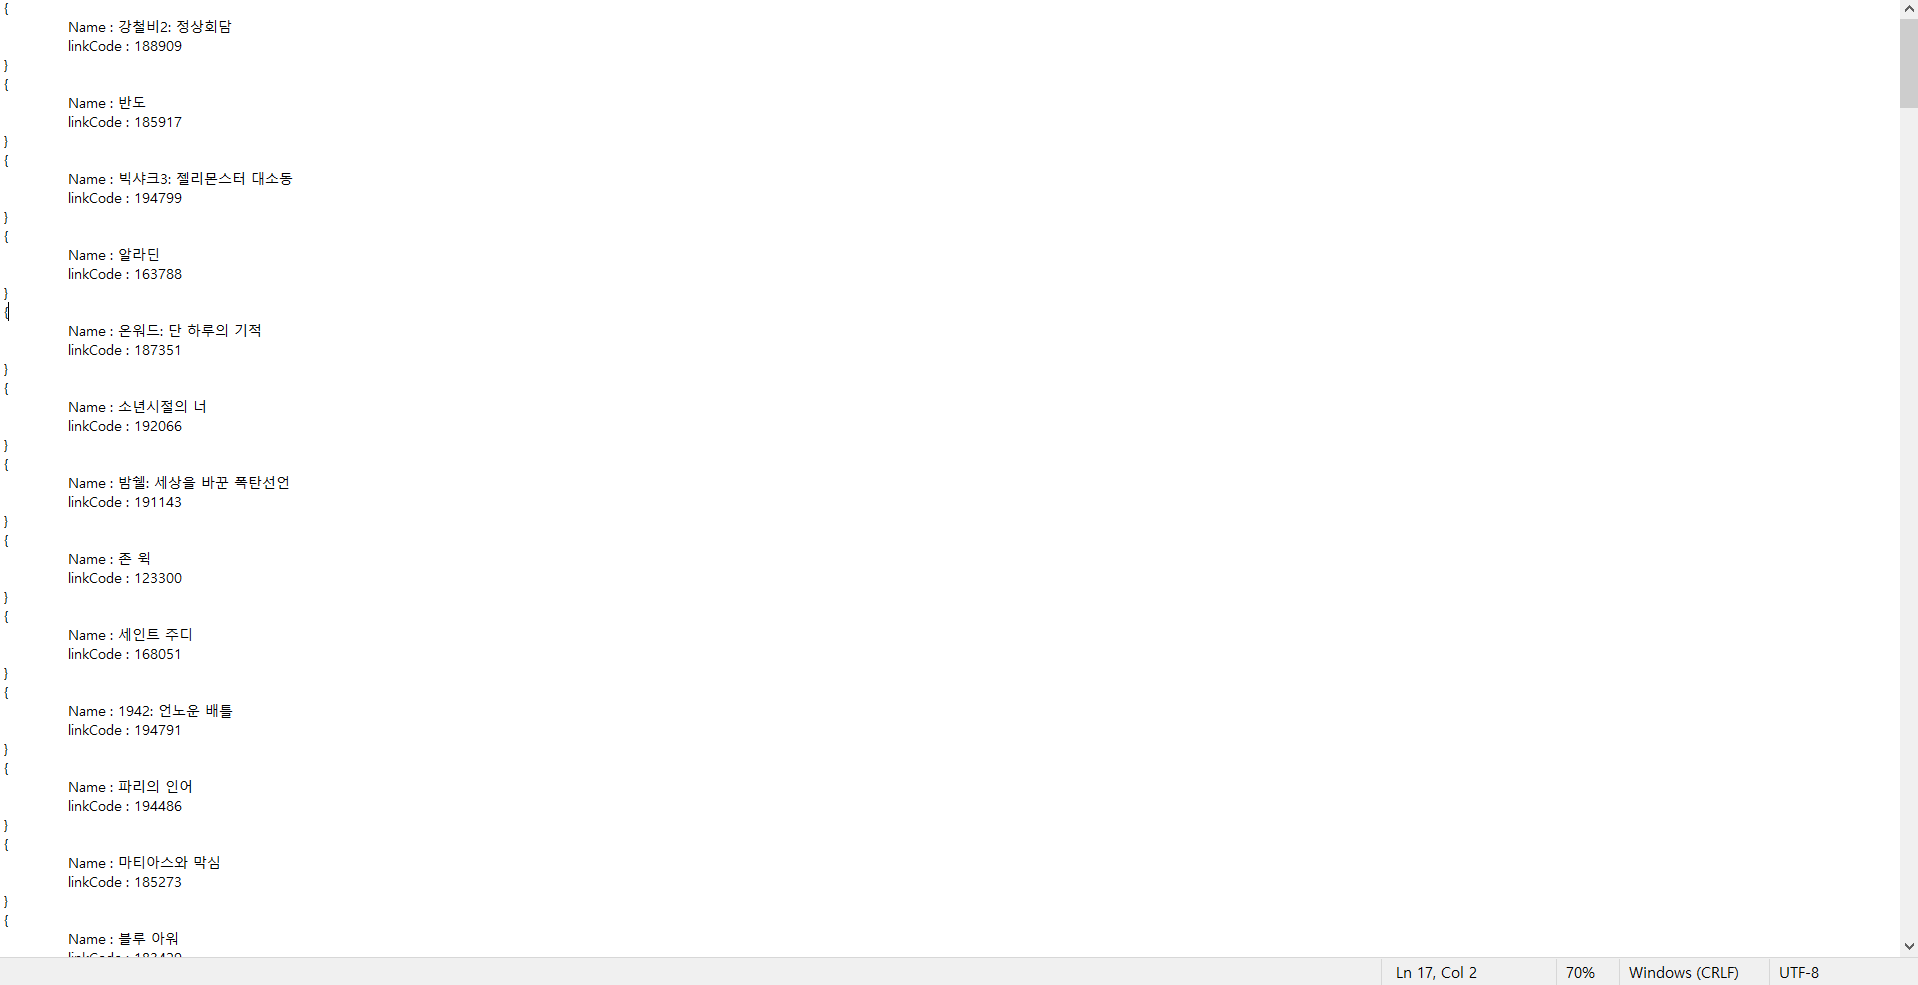 {
Name : 강철비2: 정상회담
linkCode : 188909
}
{
Name : 반도
linkCode : 185917
}
{
Name : 빅샤크3: 젤리몬스터 대소동
linkCode : 194799
}
{
Name : 알라딘
linkCode : 163788
}
{
Name : 온워드: 단 하루의 기적
linkCode : 187351
}
{
Name : 소년시절의 너
linkCode : 192066
}
{
Name : 밤쉘: 세상을 바꾼 폭탄선언
linkCode : 191143
}
{
Name : 존 윅
linkCode : 123300
}
{
Name : 세인트 주디
linkCode : 168051
}
{
Name : 1942: 언노운 배틀
linkCode : 194791
}
{
Name : 파리의 인어
linkCode : 194486
}
{
Name : 마티아스와 막심
linkCode : 185273
}
{
Name : 블루 아워
linkCode :
Ln 17, Col 2 70% Windows (CRLF) UTF-8